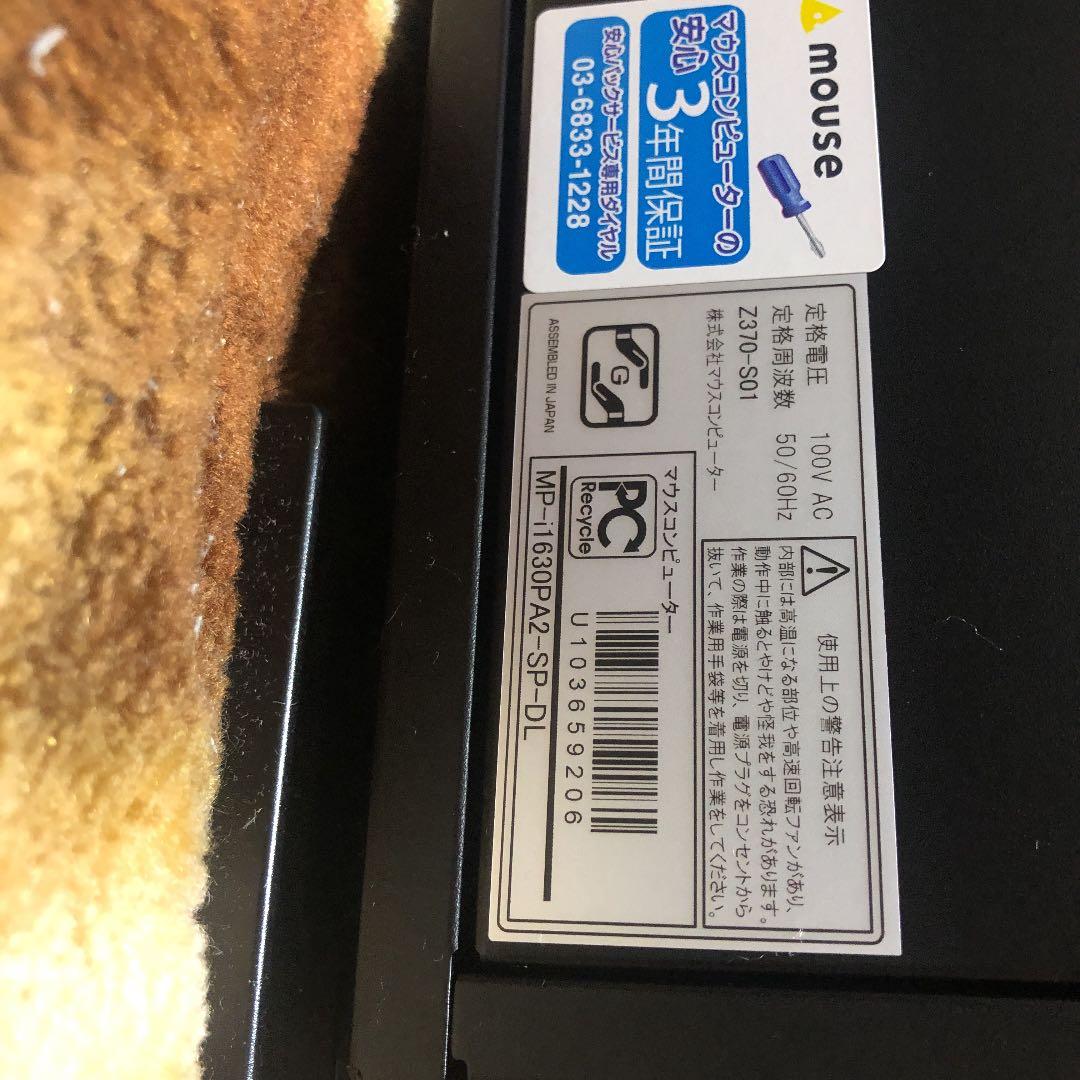 mouse
マウスコンピューターの
安心3年間保証
安心パックサービス専用ダイヤル
03-6833-1228
定格電圧 100V AC
定格周波数 50/60Hz
Z370-S01
株式会社マウスコンピューター
G
ASSEMBLED IN JAPAN
使用上の警告注意表示
内部には高温になる部位や高速回転ファンがあり、
動作中に触るとやけどや怪我をする恐れがあります。
作業の際は電源を切り、電源プラグをコンセントから
抜いて、作業用手袋等を着用し作業をしてください。
マウスコンピューター
PC
Recycle
U103659206
MP-i1630PA2-SP-DL